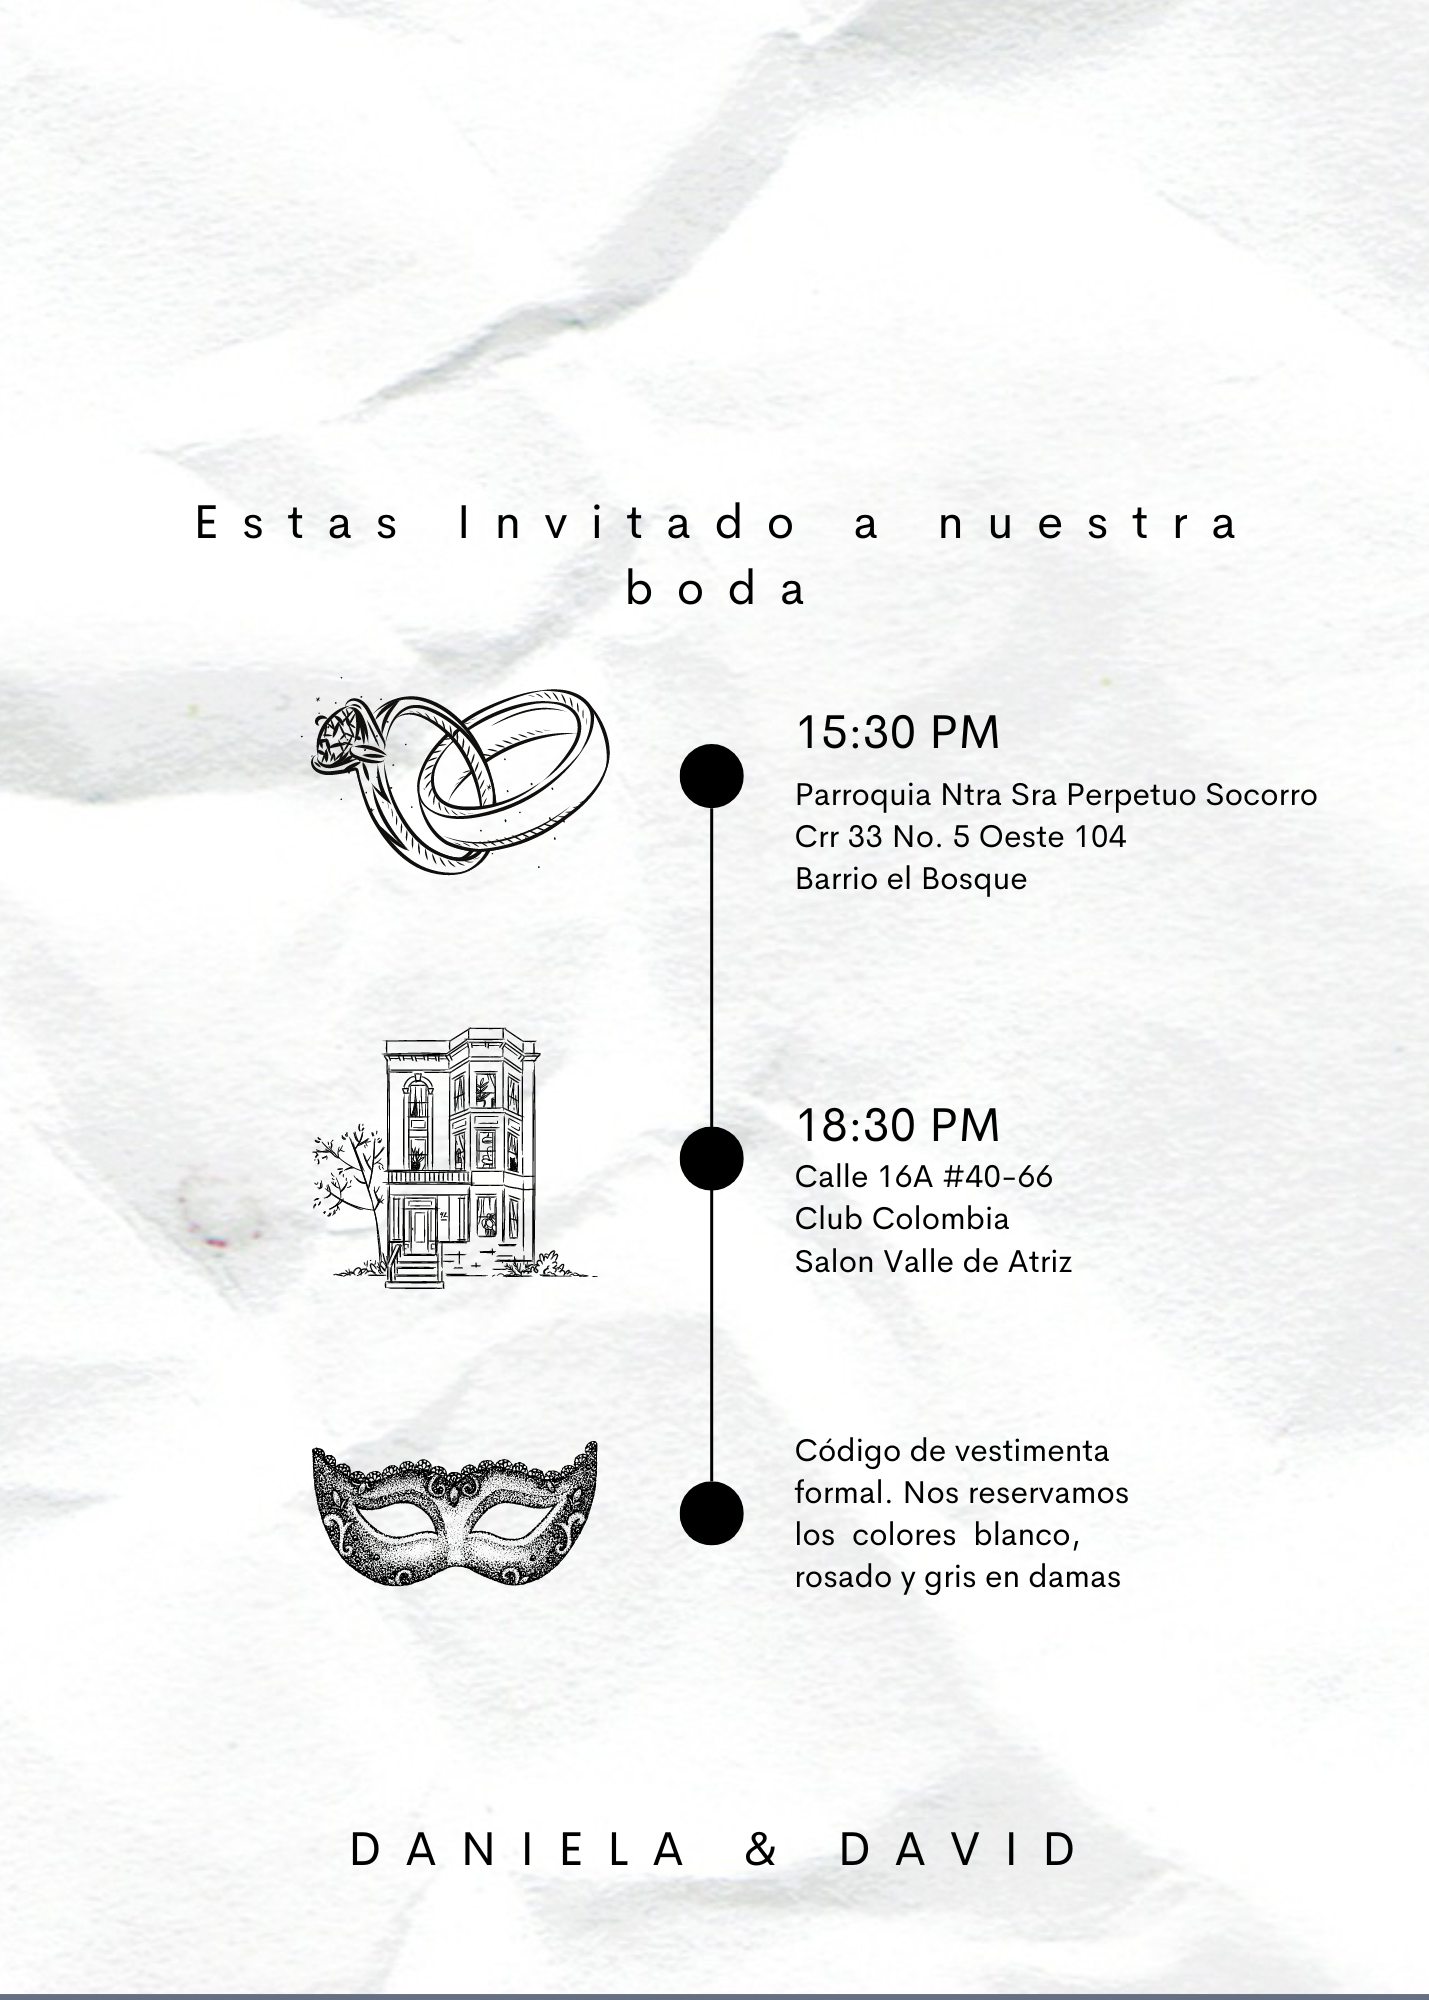 Estas Invitado a nuestra
boda
15:30 PM
Parroquia Ntra Sra Perpetuo Socorro
Crr 33 No. 5 Oeste 104
Barrio el Bosque
18:30 PM
Calle 16A #40-66
Club Colombia
Salon Valle de Atriz
Código de vestimenta
formal. Nos reservamos
los colores blanco,
rosado y gris en damas
DANIELA & DAVID